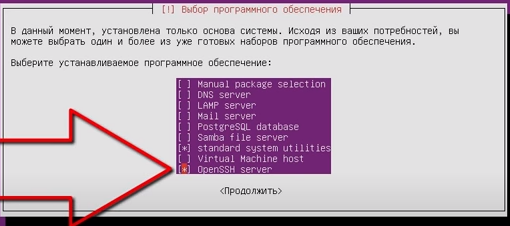 [!] Выбор программного обеспечения
В данный момент, установлена только основа системы. Исходя из ваших потребностей, вы
можете выбрать один и более из уже готовых наборов программного обеспечения.
Выберите устанавливаемое программное обеспечение:
[ ] Manual package selection
[ ] DNS server
[ ] LAMP server
[ ] Mail server
[ ] PostgreSQL database
[ ] Samba file server
[*] standard system utilities
[ ] Virtual Machine host
[*] OpenSSH server
<Продолжить>